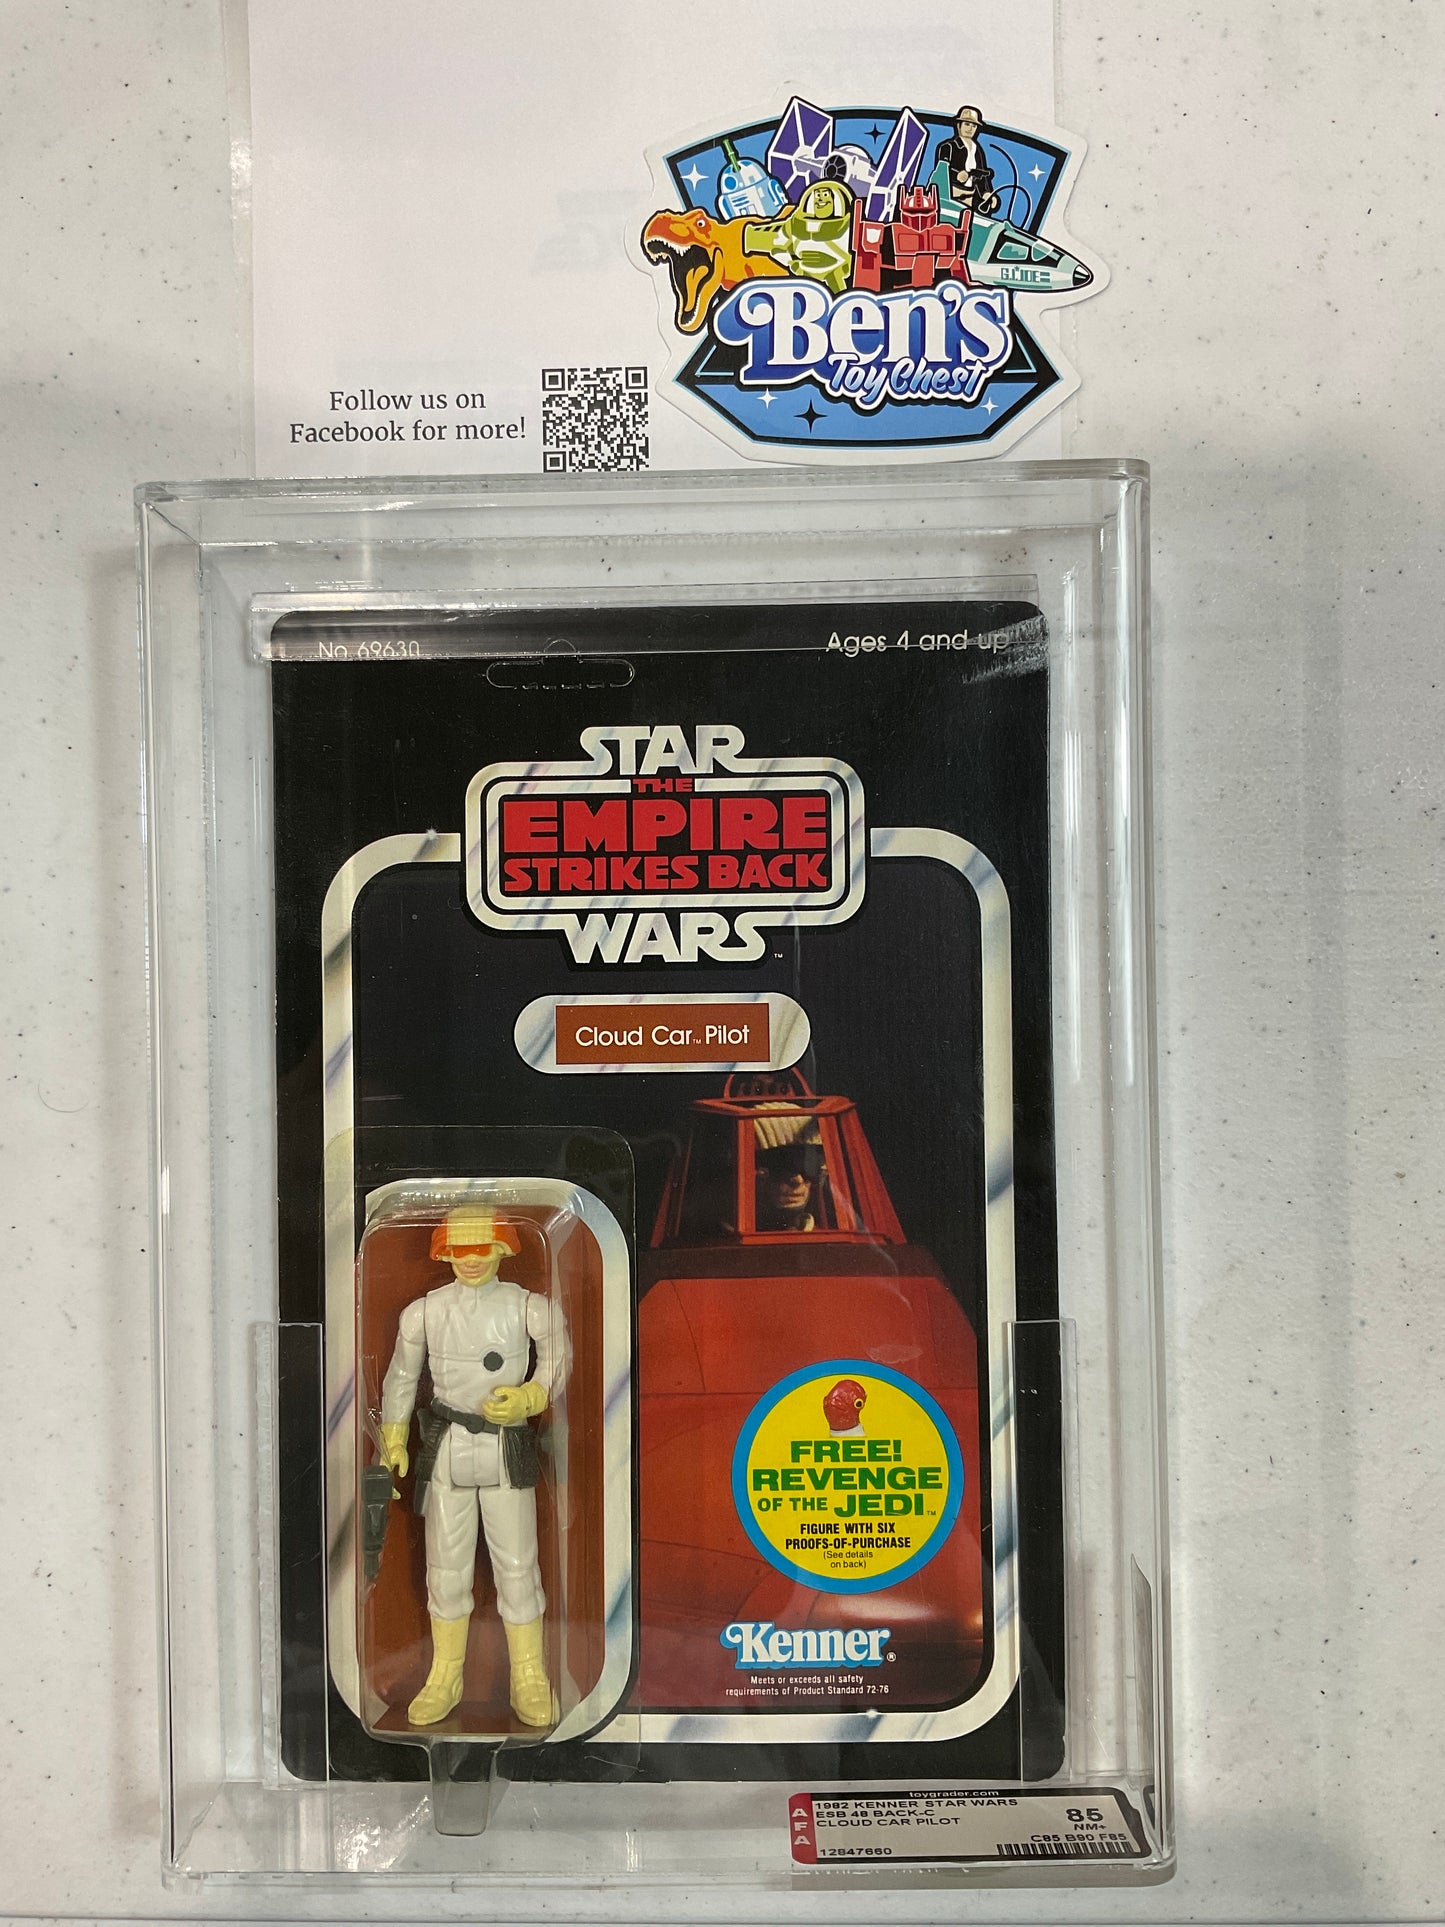 G.I. JOE
Ben's
Toy Chest
Follow us on
Facebook for more!
No. 69630
Ages 4 and up
STAR
THE
EMPIRE
STRIKES BACK
WARS
TM
Cloud Car™ Pilot
FREE!
REVENGE
OF THE JEDI™
FIGURE WITH SIX
PROOFS-OF-PURCHASE
(See details
on back)
Kenner®
Meets or exceeds all safety
requirements of Product Standard 72-76
toygrader.com
AFA
1982 KENNER STAR WARS
ESB 48 BACK-C
CLOUD CAR PILOT
85
NM+
C85 B90 F85
12847660